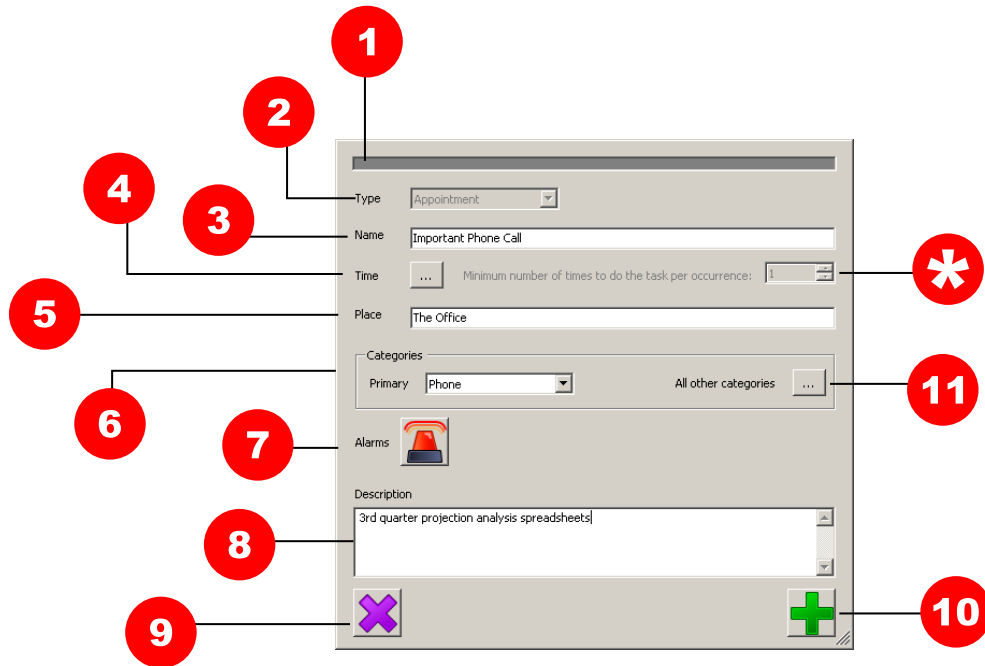 1
2
Type Appointment
4
3
Name Important Phone Call
Time ... Minimum number of times to do the task per occurrence: 1 *
5
Place The Office
Categories
Primary Phone All other categories ... 11
6
7
Alarms
Description
3rd quarter projection analysis spreadsheets
8
9
10